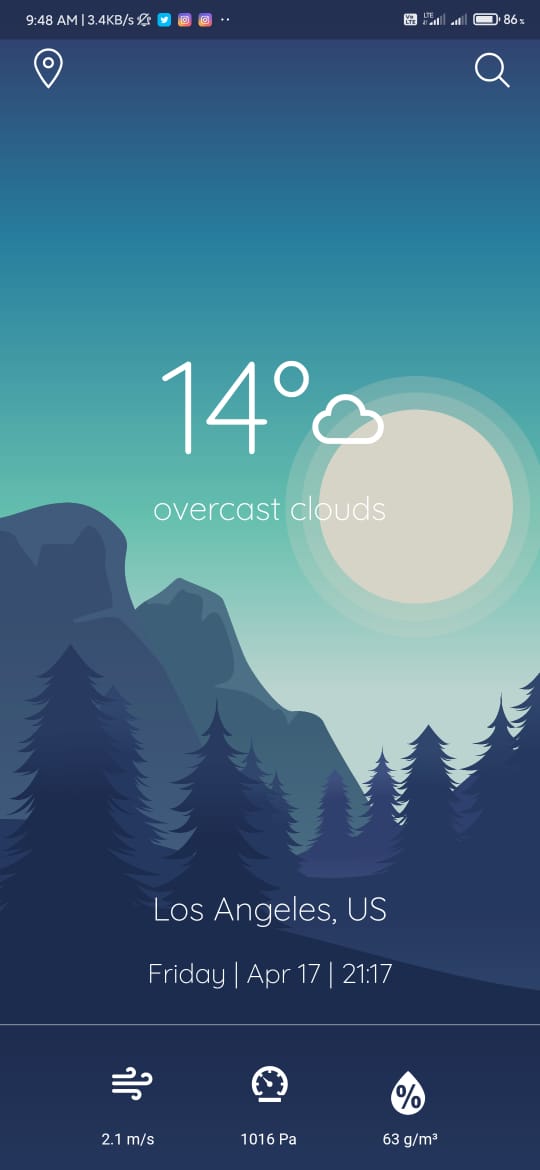 9:48 AM | 3.4KB/s
Vo LTE LTE 86%
14°
overcast clouds
Los Angeles, US
Friday | Apr 17 | 21:17
%
2.1 m/s 1016 Pa 63 g/m³